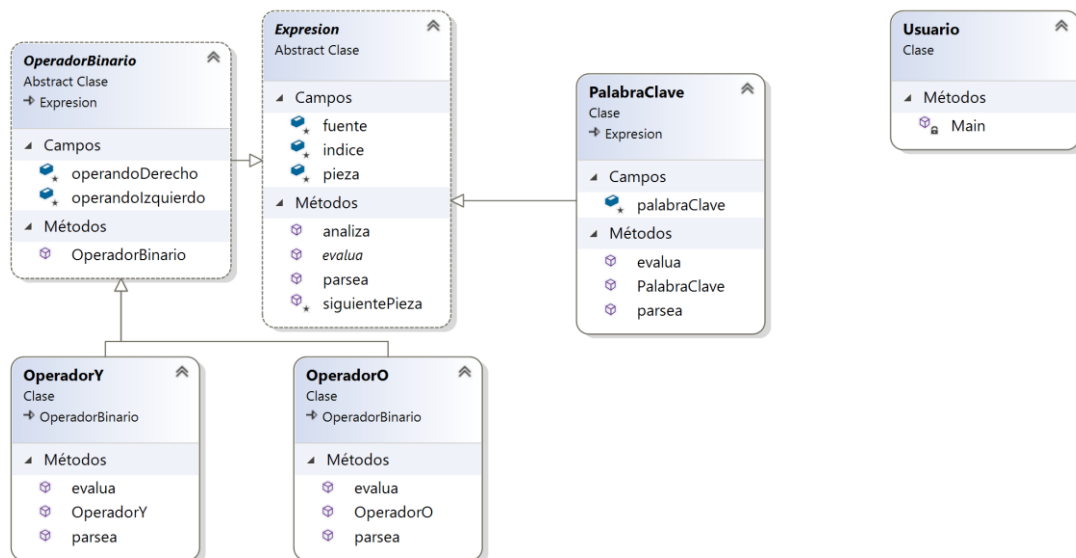 OperadorBinario
Abstract Clase
Expresion
Campos
operandoDerecho
operandoIzquierdo
Métodos
OperadorBinario
Expresion
Abstract Clase
Campos
fuente
indice
pieza
Métodos
analiza
evalua
parsea
siguientePieza
PalabraClave
Clase
Expresion
Campos
palabraClave
Métodos
evalua
PalabraClave
parsea
Usuario
Clase
Métodos
Main
OperadorY
Clase
OperadorBinario
Métodos
evalua
OperadorY
parsea
OperadorO
Clase
OperadorBinario
Métodos
evalua
OperadorO
parsea